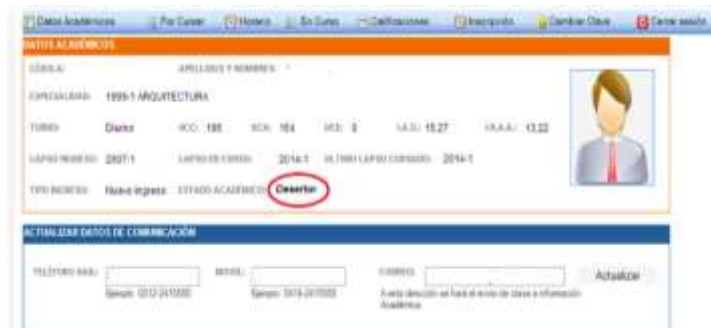 Datos Académicos Por Cursar Horario En Curso Calificaciones Inscripción Cambiar Clave Cerrar sesión
DATOS ACADÉMICOS
CÉDULA: APELLIDOS Y NOMBRES:
ESPECIALIDAD: 1999-1 ARQUITECTURA
TURNO: Diurno UCC: 195 UCA: 164 I.A.G.: 15,27 I.R.A.A.: 13,22
LAPSO INGRESO: 2007-1 LAPSO EN CURSO: 2014-1 ULTIMO LAPSO CURSADO: 2014-1
TIPO INGRESO: Nuevo ingreso ESTADO ACADÉMICO: Desertor
ACTUALIZAR DATOS DE COMUNICACIÓN
TELÉFONO HAB.: MOVIL: CORREO: Actualizar
Ejemplo: 0212-2415555 Ejemplo: 0416-2415555 A esta dirección se hará el envío de clave e información
Académica